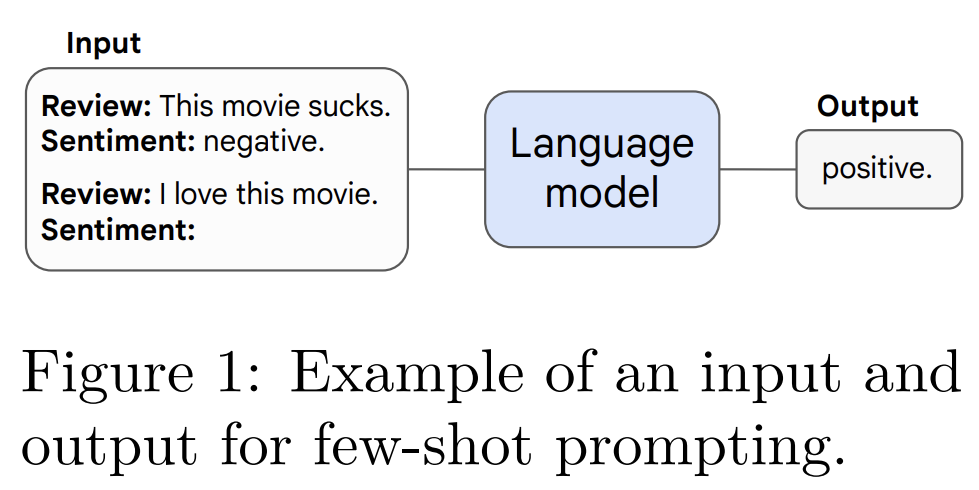 Input
Review: This movie sucks.
Sentiment: negative.
Review: I love this movie.
Sentiment:
Language
model
Output
positive.
Figure 1: Example of an input and
output for few-shot prompting.